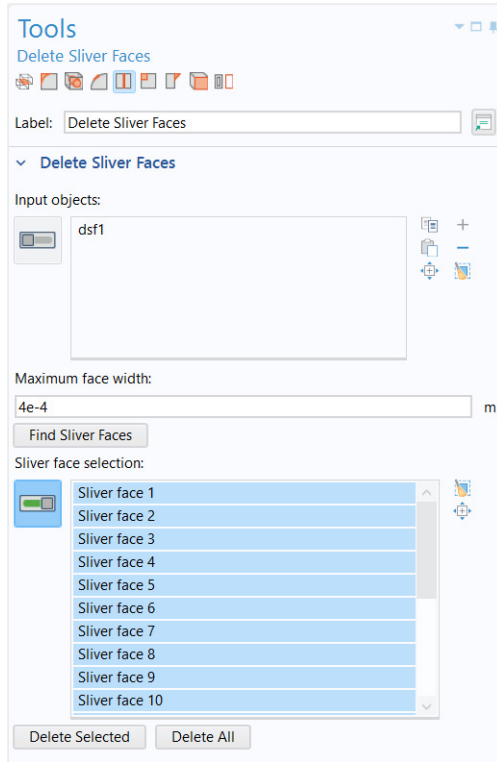 Tools
Delete Sliver Faces
Label: Delete Sliver Faces
Delete Sliver Faces
Input objects:
dsf1
Maximum face width:
4e-4 m
Find Sliver Faces
Sliver face selection:
Sliver face 1
Sliver face 2
Sliver face 3
Sliver face 4
Sliver face 5
Sliver face 6
Sliver face 7
Sliver face 8
Sliver face 9
Sliver face 10
Delete Selected Delete All